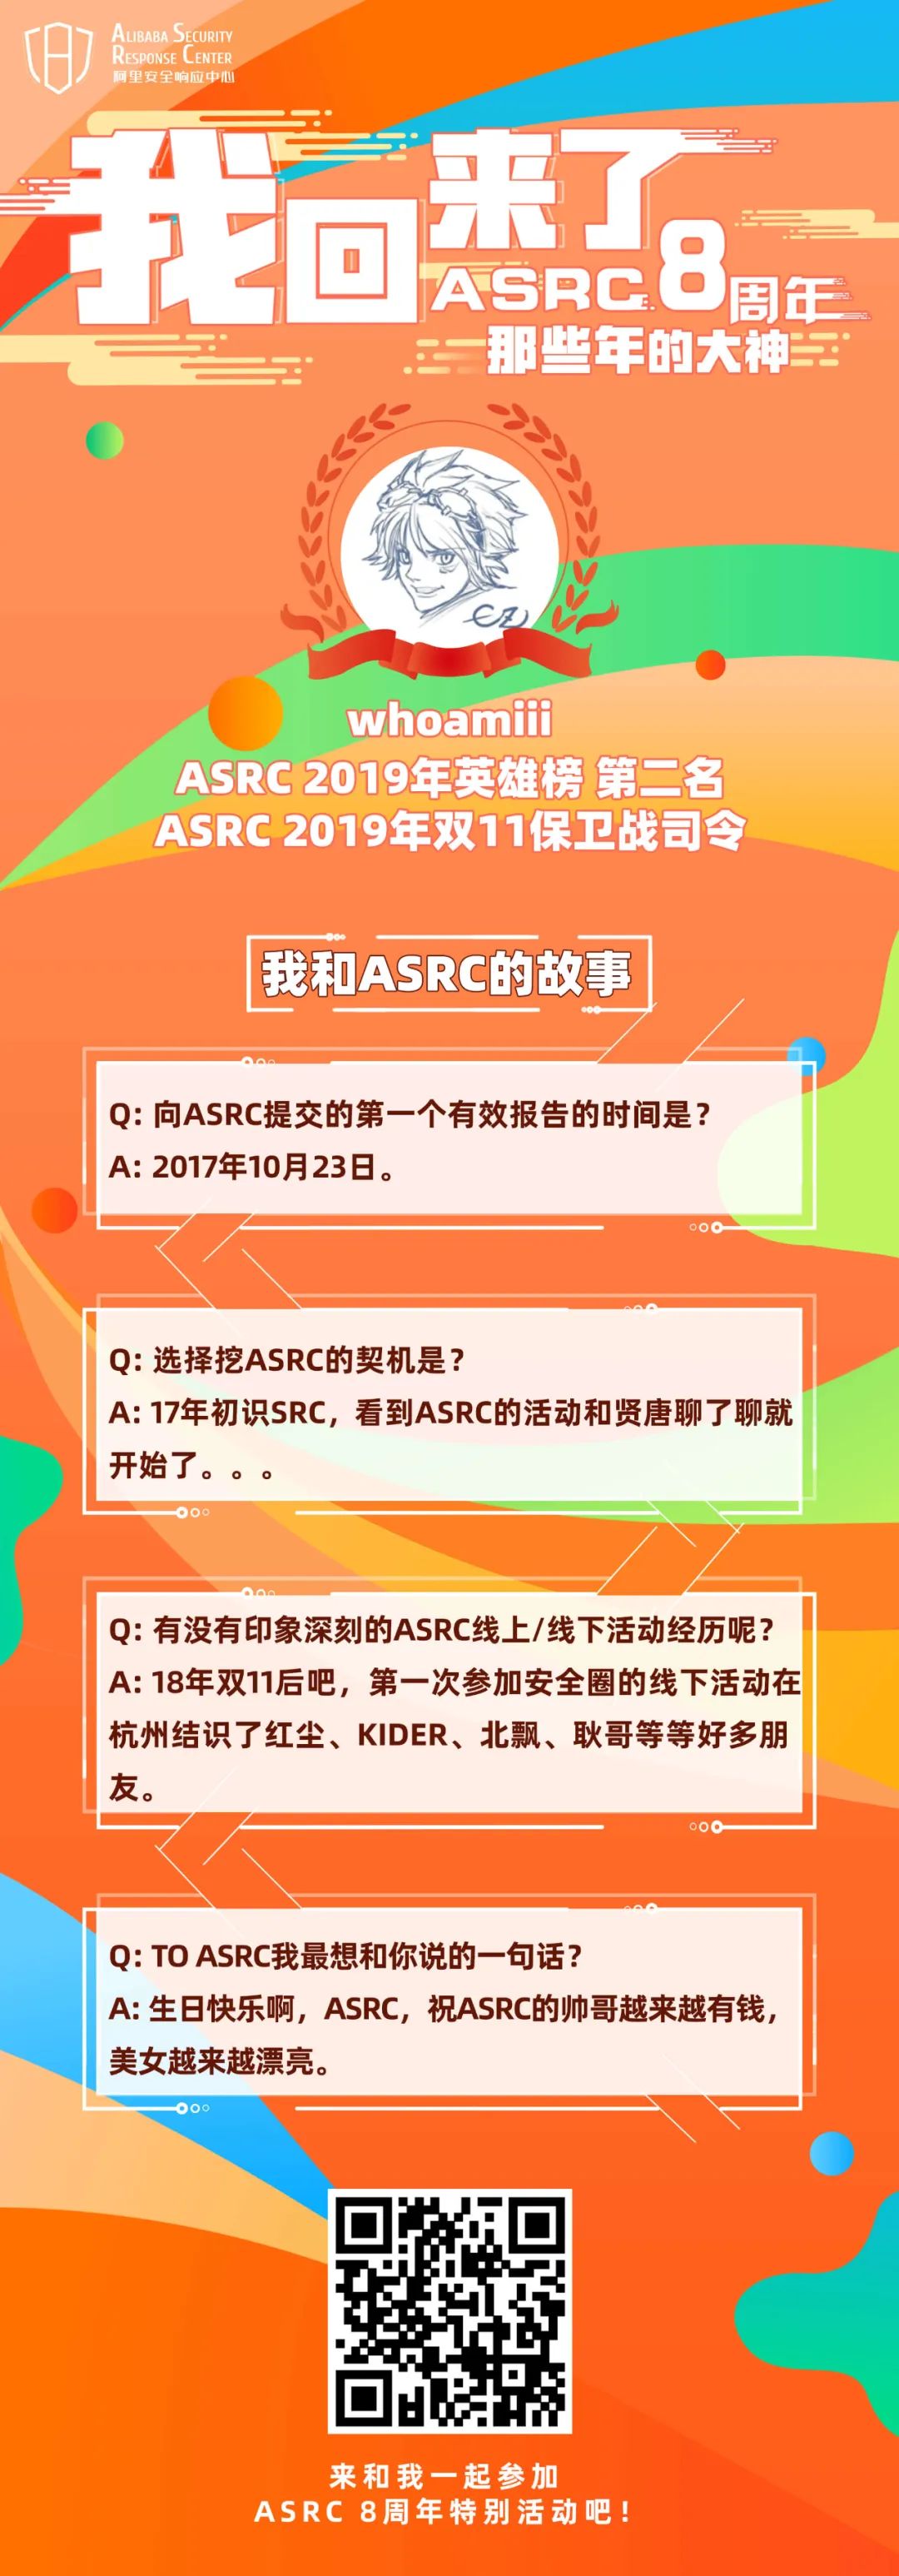 ALIBABA SECURITY
RESPONSE CENTER
阿里安全响应中心
我回来了
ASRC 8周年
那些年的大神
EZ
whoamiii
ASRC 2019年英雄榜 第二名
ASRC 2019年双11保卫战司令
我和ASRC的故事
Q: 向ASRC提交的第一个有效报告的时间是？
A: 2017年10月23日。
Q: 选择挖ASRC的契机是？
A: 17年初识SRC，看到ASRC的活动和贤唐聊了聊就
开始了。。。
Q: 有没有印象深刻的ASRC线上/线下活动经历呢？
A: 18年双11后吧，第一次参加安全圈的线下活动在
杭州结识了红尘、KIDER、北飘、耿哥等等好多朋
友。
Q: TO ASRC我最想和你说的一句话？
A: 生日快乐啊，ASRC，祝ASRC的帅哥越来越有钱，
美女越来越漂亮。
来和我一起参加
ASRC 8周年特别活动吧！